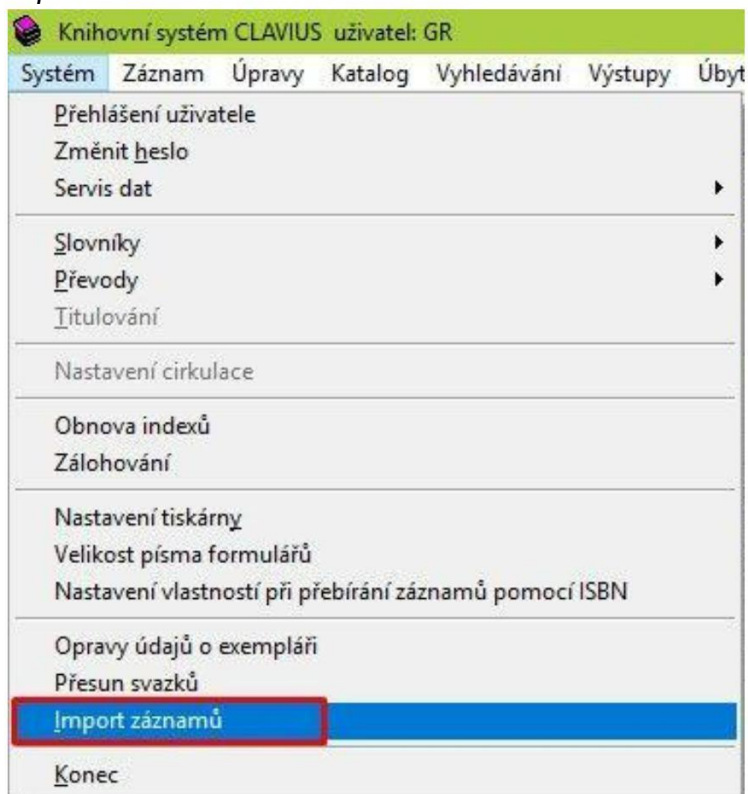 Knihovní systém CLAVIUS uživatel: GR
Systém Záznam Úpravy Katalog Vyhledávání Výstupy Úbyt
Přehlášení uživatele
Změnit heslo
Servis dat
Slovníky
Převody
Titulování
Nastavení cirkulace
Obnova indexů
Zálohování
Nastavení tiskárny
Velikost písma formulářů
Nastavení vlastností při přebírání záznamů pomocí ISBN
Opravy údajů o exempláři
Přesun svazků
Import záznamů
Konec